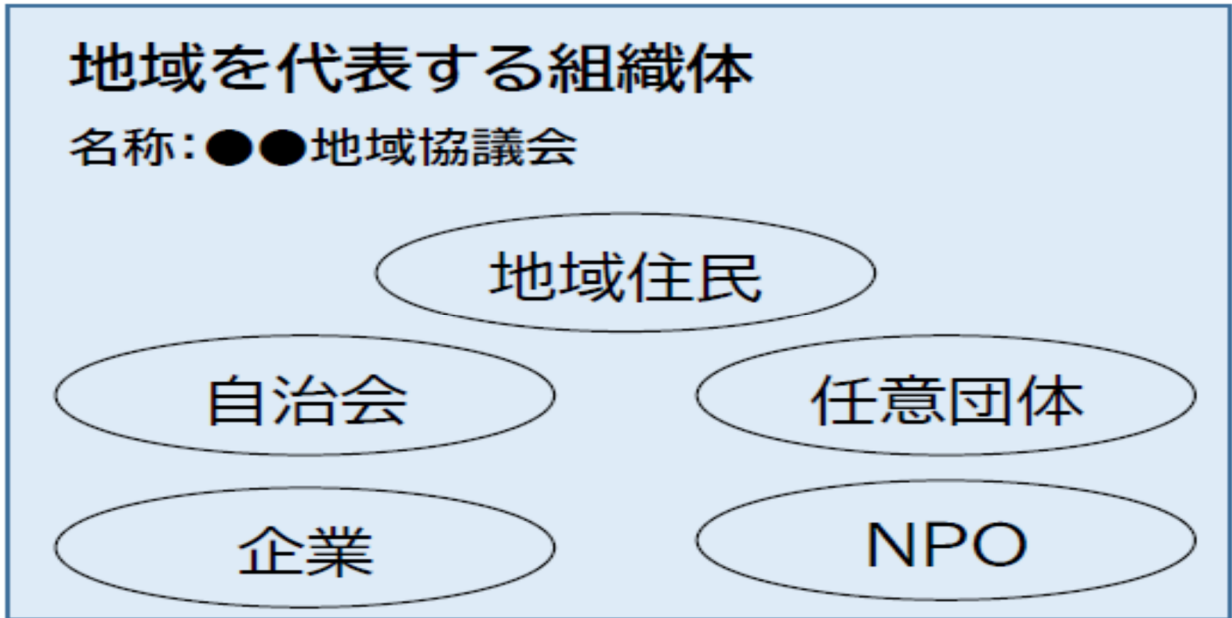 地域を代表する組織体
名称：●●地域協議会
地域住民
自治会
任意団体
企業
NPO